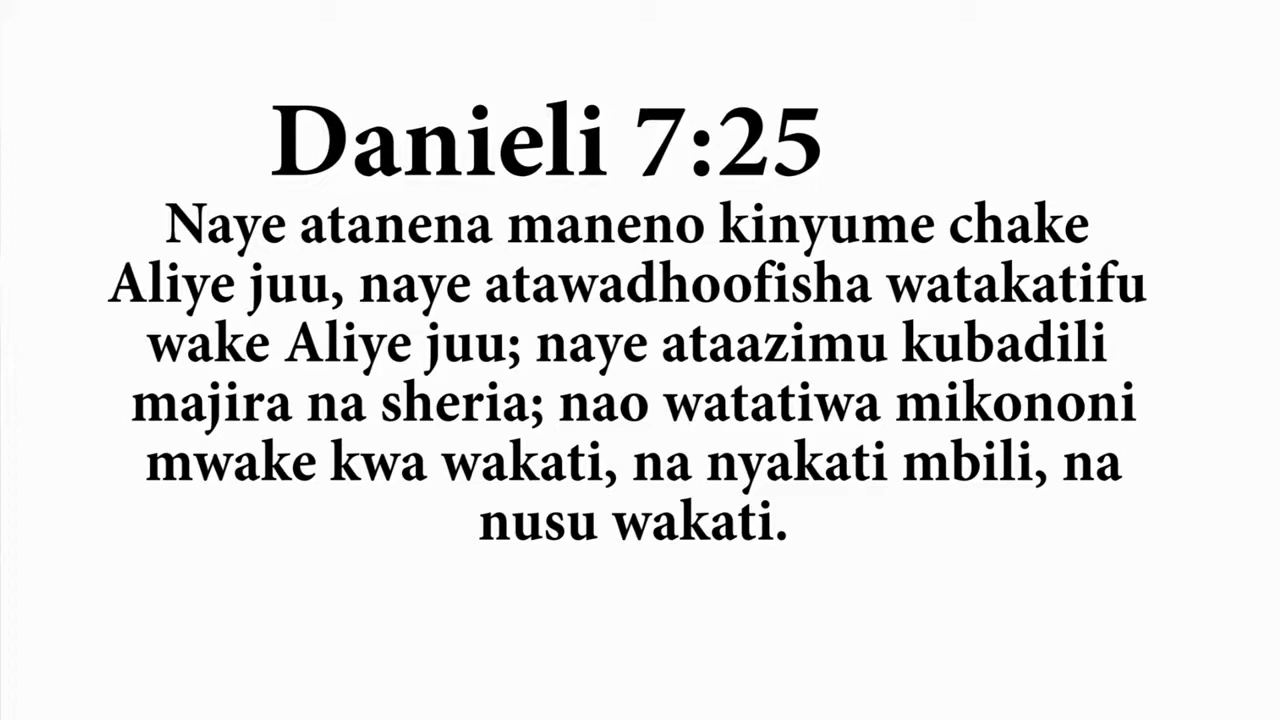 Danieli 7:25
Naye atanena maneno kinyume chake
Aliye juu, naye atawadhoofisha watakatifu
wake Aliye juu; naye ataazimu kubadili
majira na sheria; nao watatiwa mikononi
mwake kwa wakati, na nyakati mbili, na
nusu wakati.